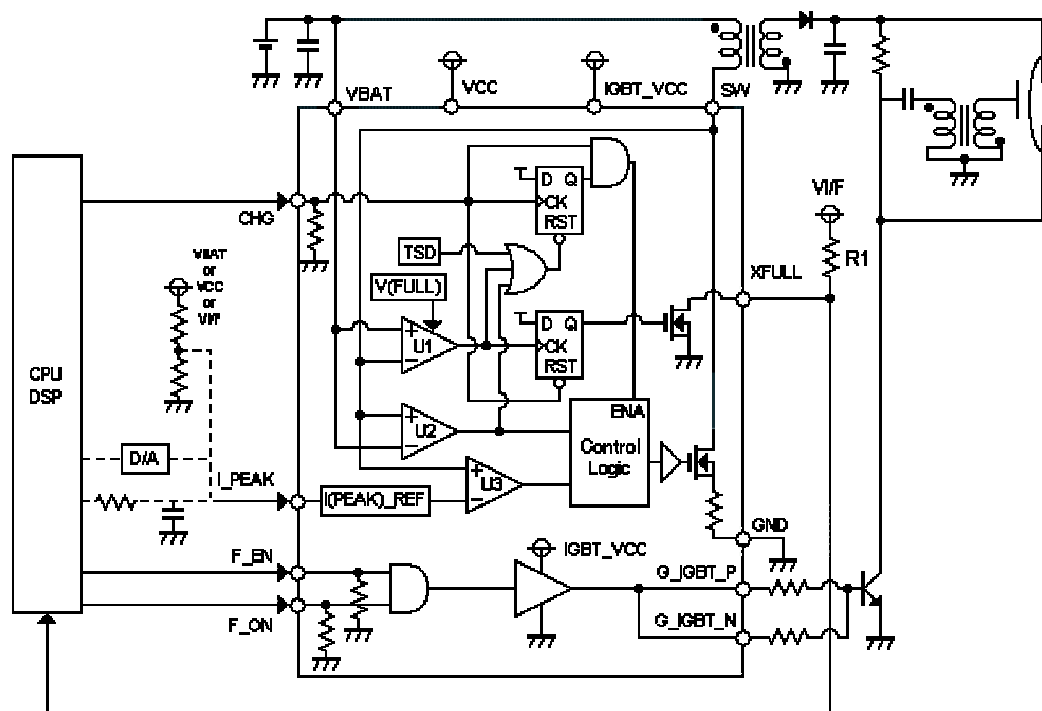 VBAT
VCC
IGBT_VCC
SW
CHG
D Q
CK
RST
TSD
V(FULL)
VI/F
R1
XFULL
VBAT
or
VCC
or
VI/F
+
U1
−
D Q
CK
RST
CPU
DSP
+
U2
−
ENA
Control
Logic
D/A
I_PEAK
I(PEAK)_REF
+
U3
−
GND
F_EN
IGBT_VCC
G_IGBT_P
F_ON
G_IGBT_N